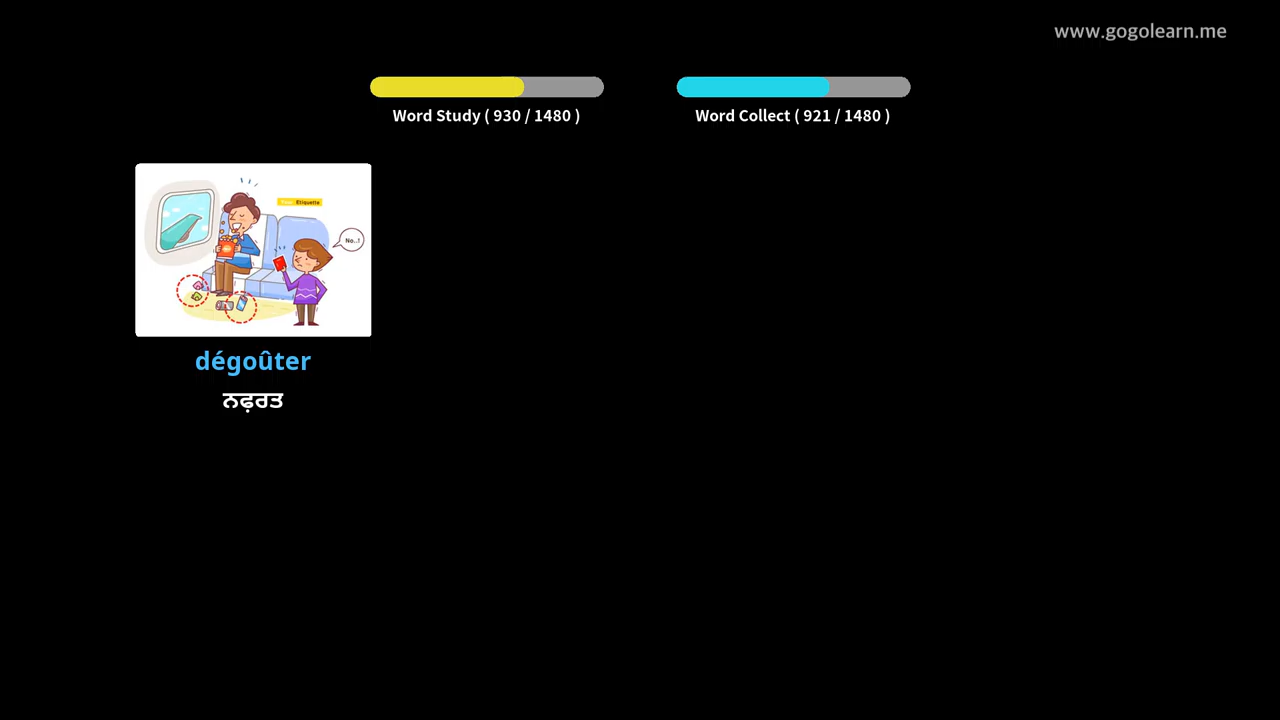 www.gogolearn.me
Word Study ( 930 / 1480 )
Word Collect ( 921 / 1480 )
Etiquette
No..!
dégoûter
ਨਫ਼ਰਤ